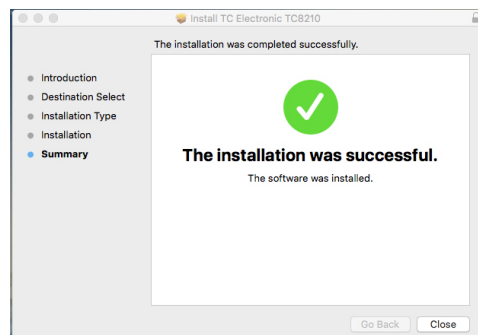 Install TC Electronic TC8210
The installation was completed successfully.
Introduction
Destination Select
Installation Type
Installation
Summary
The installation was successful.
The software was installed.
Go Back
Close